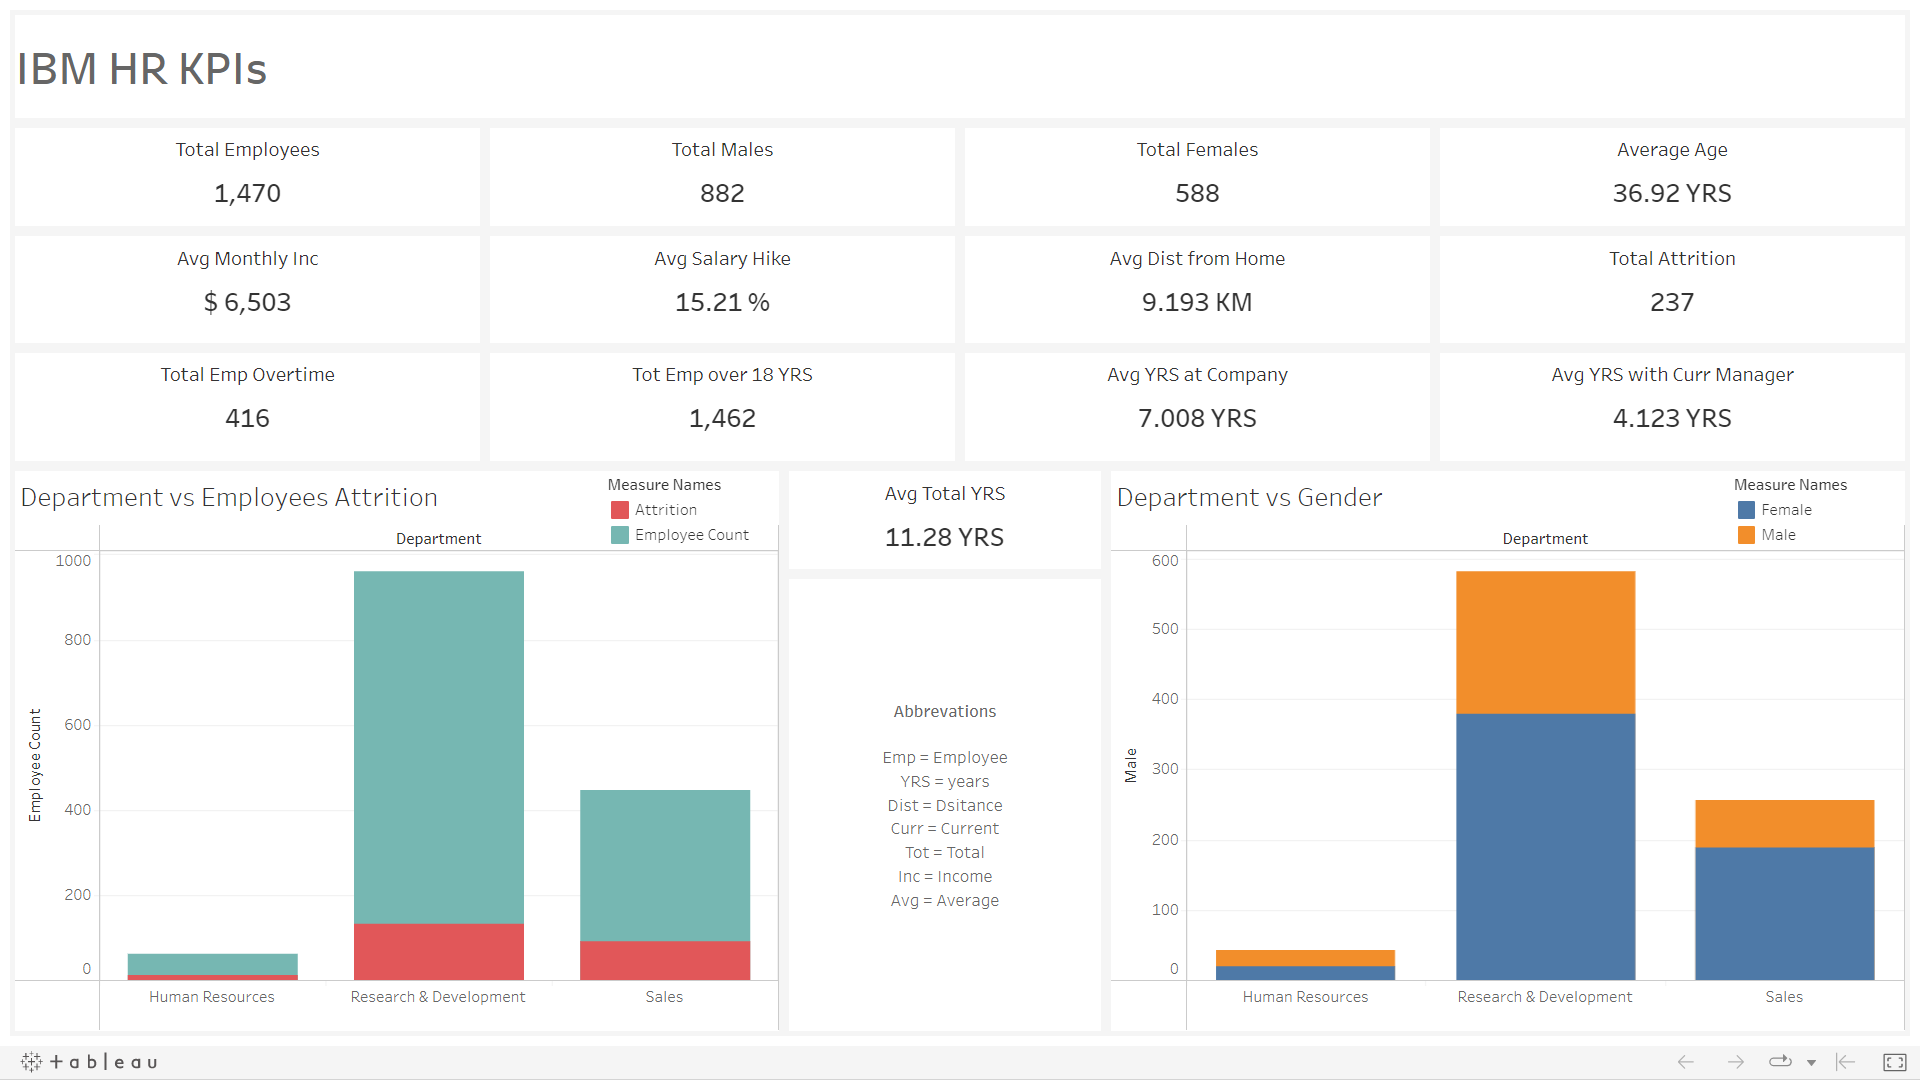 IBM HR KPIs
Total Employees
1,470
Total Males
882
Total Females
588
Average Age
36.92 YRS
Avg Monthly Inc
$ 6,503
Avg Salary Hike
15.21 %
Avg Dist from Home
9.193 KM
Total Attrition
237
Total Emp Overtime
416
Tot Emp over 18 YRS
1,462
Avg YRS at Company
7.008 YRS
Avg YRS with Curr Manager
4.123 YRS
Department vs Employees Attrition
Measure Names
Attrition
Employee Count
Department
1000
800
600
400
200
0
Employee Count
Human Resources
Research & Development
Sales
Avg Total YRS
11.28 YRS
Abbrevations
Emp = Employee
YRS = years
Dist = Dsitance
Curr = Current
Tot = Total
Inc = Income
Avg = Average
Department vs Gender
Measure Names
Female
Male
Department
600
500
400
300
200
100
0
Male
Human Resources
Research & Development
Sales
+ a b | e a u